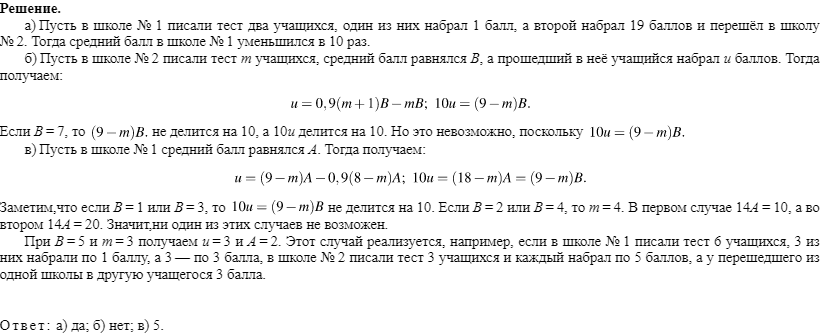 Решение.
а) Пусть в школе № 1 писали тест два учащихся, один из них набрал 1 балл, а второй набрал 19 баллов и перешёл в школу
№ 2. Тогда средний балл в школе № 1 уменьшился в 10 раз.
б) Пусть в школе № 2 писали тест m учащихся, средний балл равнялся B, а прошедший в неё учащийся набрал u баллов. Тогда
получаем:
u = 0,9(m + 1)B − mB; 10u = (9 − m)B.
Если B = 7, то (9 − m)B. не делится на 10, а 10u делится на 10. Но это невозможно, поскольку 10u = (9 − m)B.
в) Пусть в школе № 1 средний балл равнялся A. Тогда получаем:
u = (9 − m)A − 0,9(8 − m)A; 10u = (18 − m)A = (9 − m)B.
Заметим,что если B = 1 или B = 3, то 10u = (9 − m)B не делится на 10. Если B = 2 или B = 4, то m = 4. В первом случае 14A = 10, а во
втором 14A = 20. Значит,ни один из этих случаев не возможен.
При B = 5 и m = 3 получаем u = 3 и A = 2. Этот случай реализуется, например, если в школе № 1 писали тест 6 учащихся, 3 из
них набрали по 1 баллу, а 3 — по 3 балла, в школе № 2 писали тест 3 учащихся и каждый набрал по 5 баллов, а у перешедшего из
одной школы в другую учащегося 3 балла.
Ответ: а) да; б) нет; в) 5.